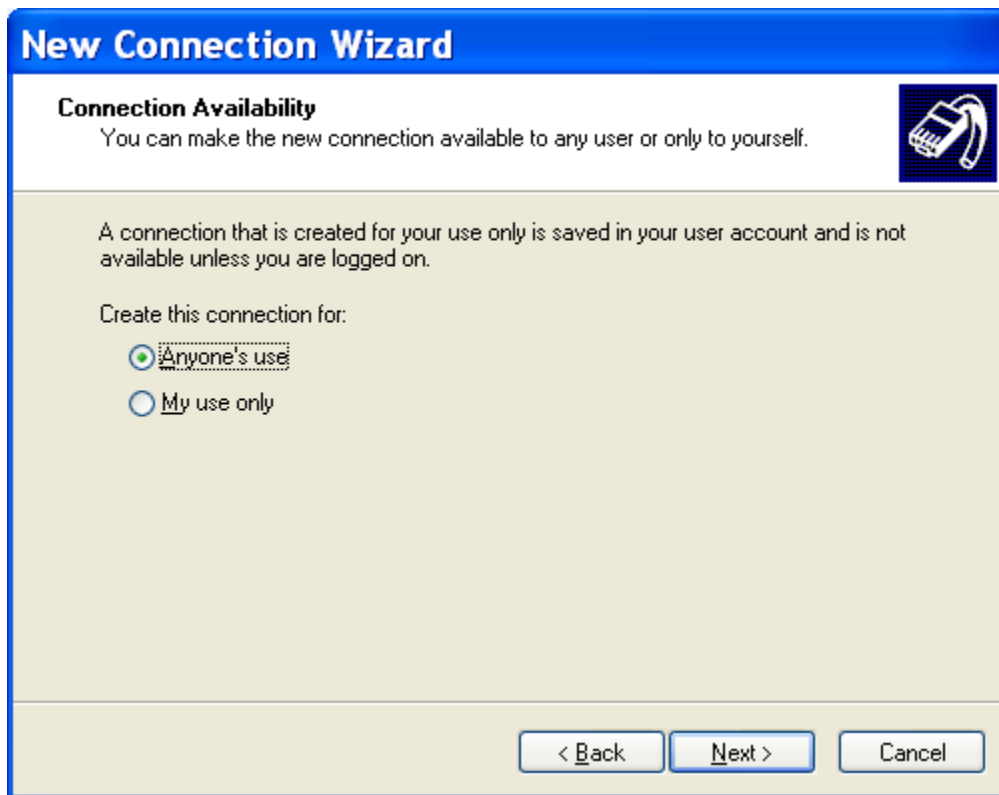 New Connection Wizard
Connection Availability
You can make the new connection available to any user or only to yourself.
A connection that is created for your use only is saved in your user account and is not
available unless you are logged on.
Create this connection for:
Anyone's use
My use only
< Back
Next >
Cancel